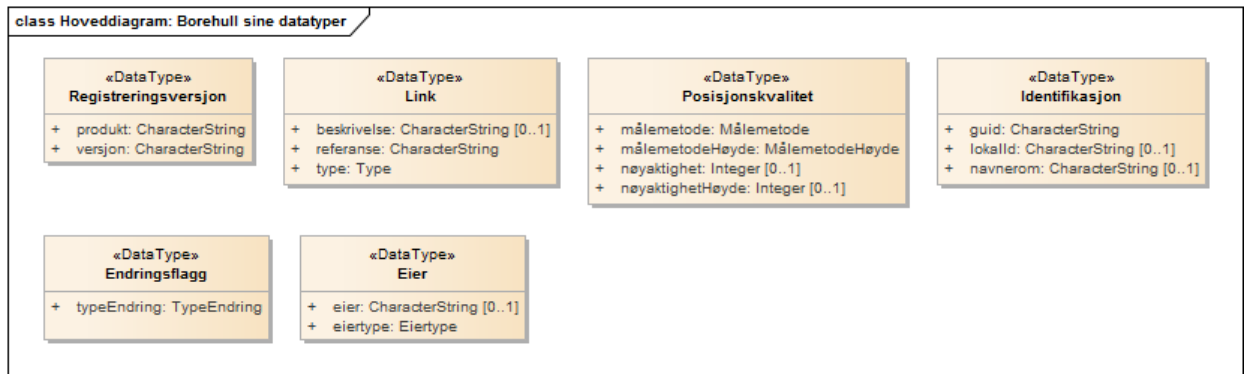 class Hoveddiagram: Borehull sine datatyper
«DataType»
Registreringsversjon
+ produkt: CharacterString
+ versjon: CharacterString
«DataType»
Link
+ beskrivelse: CharacterString [0..1]
+ referanse: CharacterString
+ type: Type
«DataType»
Posisjonskvalitet
+ målemetode: Målemetode
+ målemetodeHøyde: MålemetodeHøyde
+ nøyaktighet: Integer [0..1]
+ nøyaktighetHøyde: Integer [0..1]
«DataType»
Identifikasjon
+ guid: CharacterString
+ lokalId: CharacterString [0..1]
+ navnerom: CharacterString [0..1]
«DataType»
Endringsflagg
+ typeEndring: TypeEndring
«DataType»
Eier
+ eier: CharacterString [0..1]
+ eiertype: Eiertype